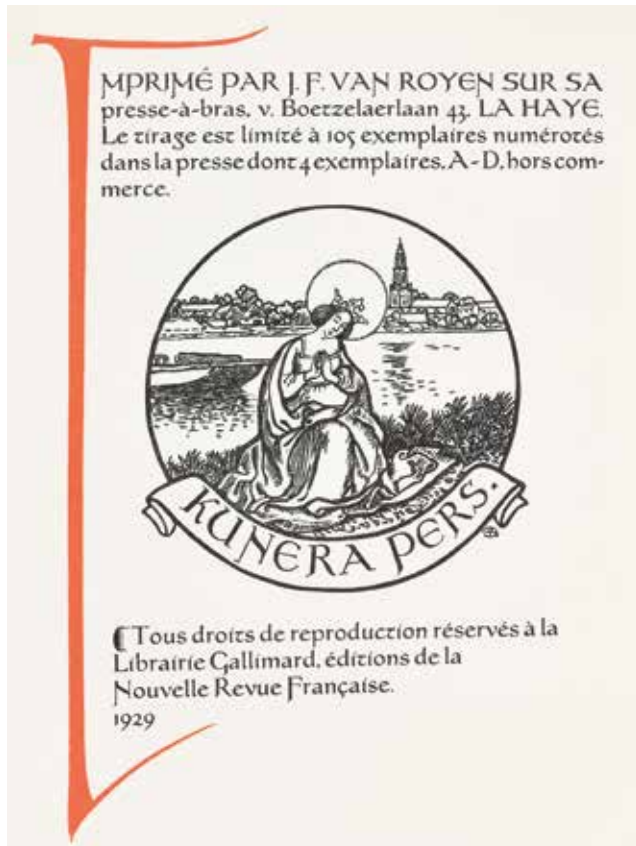 IMPRIMÉ PAR J. F. VAN ROYEN SUR SA
presse-à-bras, v. Boetzelaerlaan 43, LA HAYE.
Le tirage est limité à 105 exemplaires numérotés
dans la presse dont 4 exemplaires, A-D, hors com-
merce.
KUNERA PERS.
¶ Tous droits de reproduction réservés à la
Librairie Gallimard, éditions de la
Nouvelle Revue Française.
1929